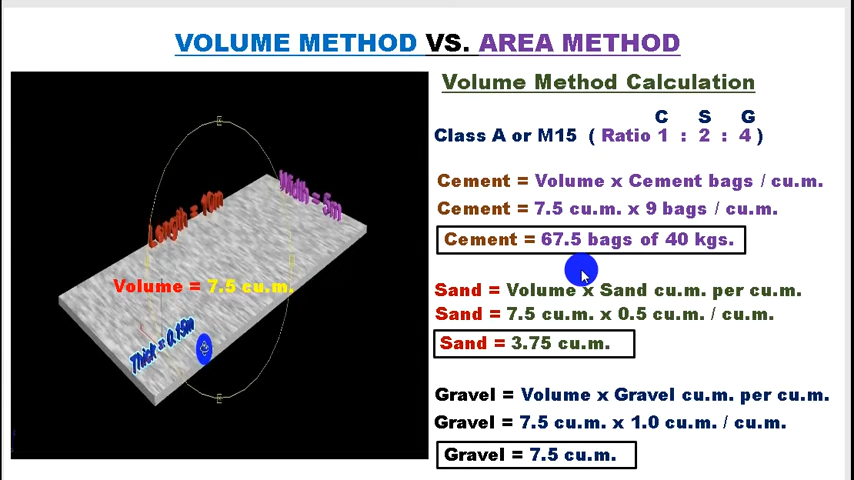 VOLUME METHOD VS. AREA METHOD
Volume Method Calculation
C S G
Class A or M15 ( Ratio 1 : 2 : 4 )
Cement = Volume x Cement bags / cu.m.
Cement = 7.5 cu.m. x 9 bags / cu.m.
Cement = 67.5 bags of 40 kgs.
Sand = Volume x Sand cu.m. per cu.m.
Sand = 7.5 cu.m. x 0.5 cu.m. / cu.m.
Sand = 3.75 cu.m.
Gravel = Volume x Gravel cu.m. per cu.m.
Gravel = 7.5 cu.m. x 1.0 cu.m. / cu.m.
Gravel = 7.5 cu.m.
Length = 10m
Width = 5m
Volume = 7.5 cu.m.
Thick = 0.15m